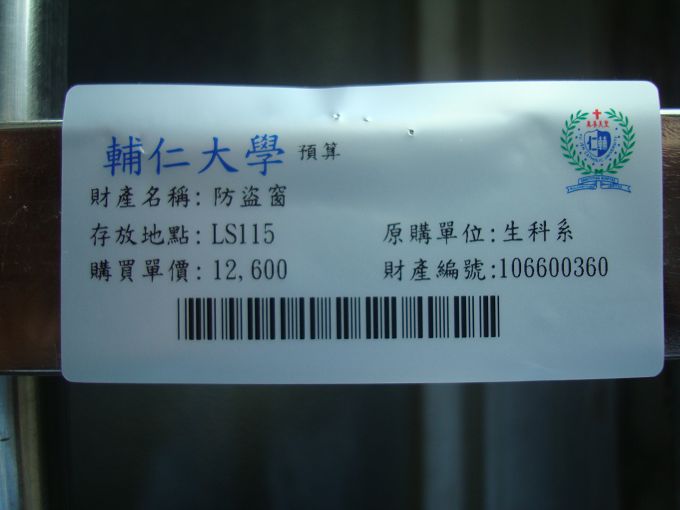 輔仁大學 預算
財產名稱: 防盜窗
存放地點: LS115 原購單位: 生科系
購買單價: 12,600 財產編號:106600360